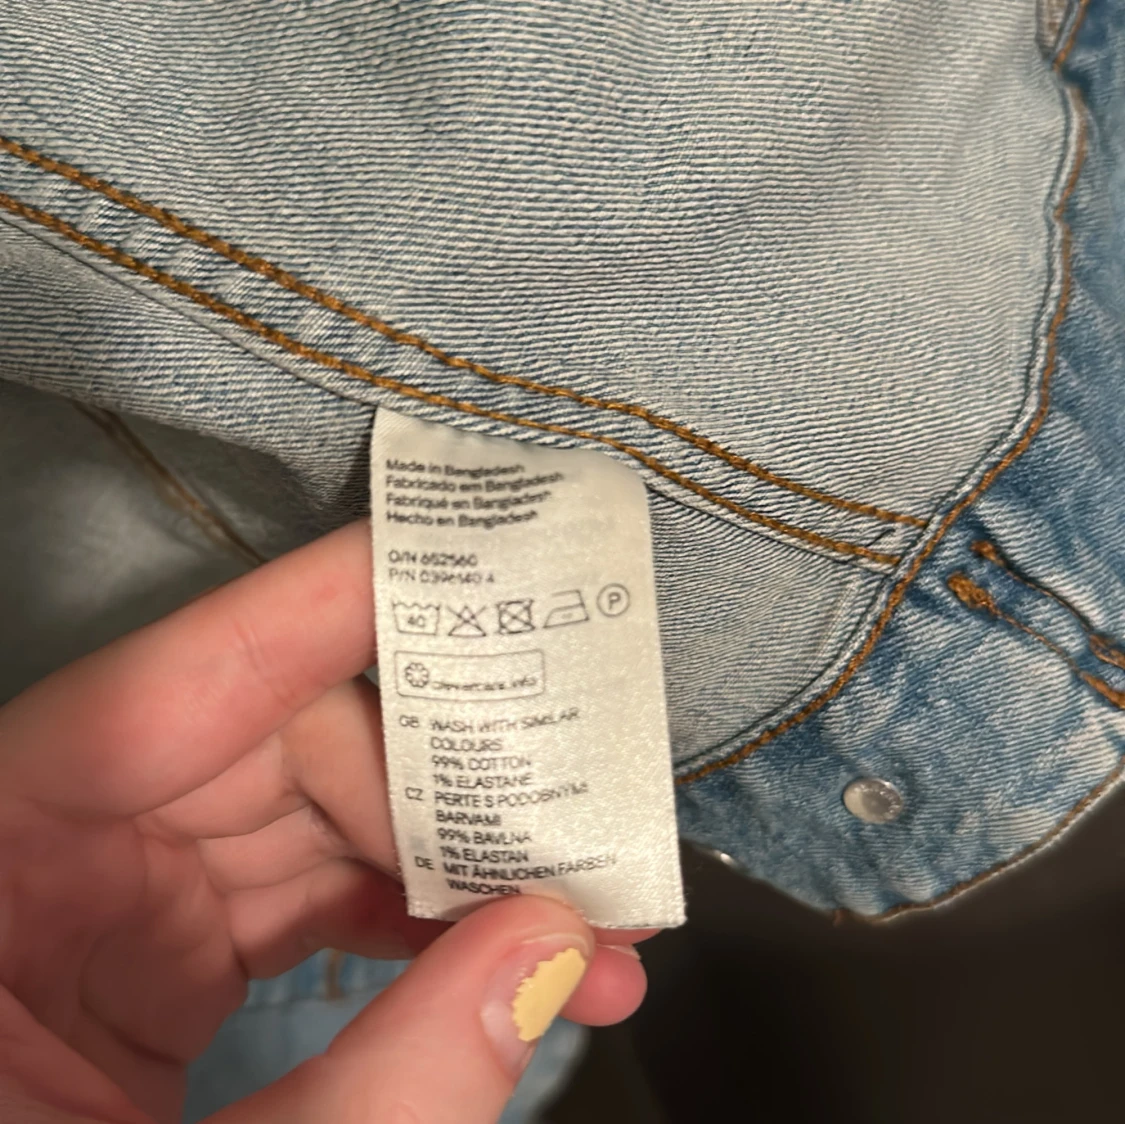 Made in Bangladesh
Fabricado em Bangladesh
Fabriqué en Bangladesh
Hecho en Bangladesh
O/N 652560
P/N
40
P
clevercare.info
GB WASH WITH SIMILAR
COLOURS
99% COTTON
1% ELASTANE
CZ PERTE S PODOBNÝMI
BARVAMI
99% BAVLNA
1% ELASTAN
DE MIT ÄHNLICHEN FARBEN
WASCHEN